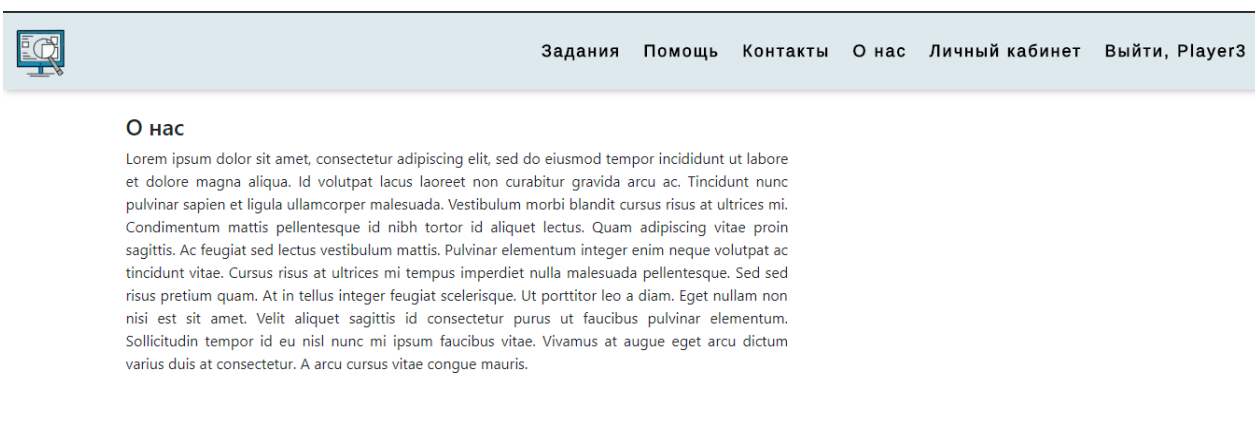 Задания Помощь Контакты О нас Личный кабинет Выйти, Player3
О нас
Lorem ipsum dolor sit amet, consectetur adipiscing elit, sed do eiusmod tempor incididunt ut labore
et dolore magna aliqua. Id volutpat lacus laoreet non curabitur gravida arcu ac. Tincidunt nunc
pulvinar sapien et ligula ullamcorper malesuada. Vestibulum morbi blandit cursus risus at ultrices mi.
Condimentum mattis pellentesque id nibh tortor id aliquet lectus. Quam adipiscing vitae proin
sagittis. Ac feugiat sed lectus vestibulum mattis. Pulvinar elementum integer enim neque volutpat ac
tincidunt vitae. Cursus risus at ultrices mi tempus imperdiet nulla malesuada pellentesque. Sed sed
risus pretium quam. At in tellus integer feugiat scelerisque. Ut porttitor leo a diam. Eget nullam non
nisi est sit amet. Velit aliquet sagittis id consectetur purus ut faucibus pulvinar elementum.
Sollicitudin tempor id eu nisl nunc mi ipsum faucibus vitae. Vivamus at augue eget arcu dictum
varius duis at consectetur. A arcu cursus vitae congue mauris.